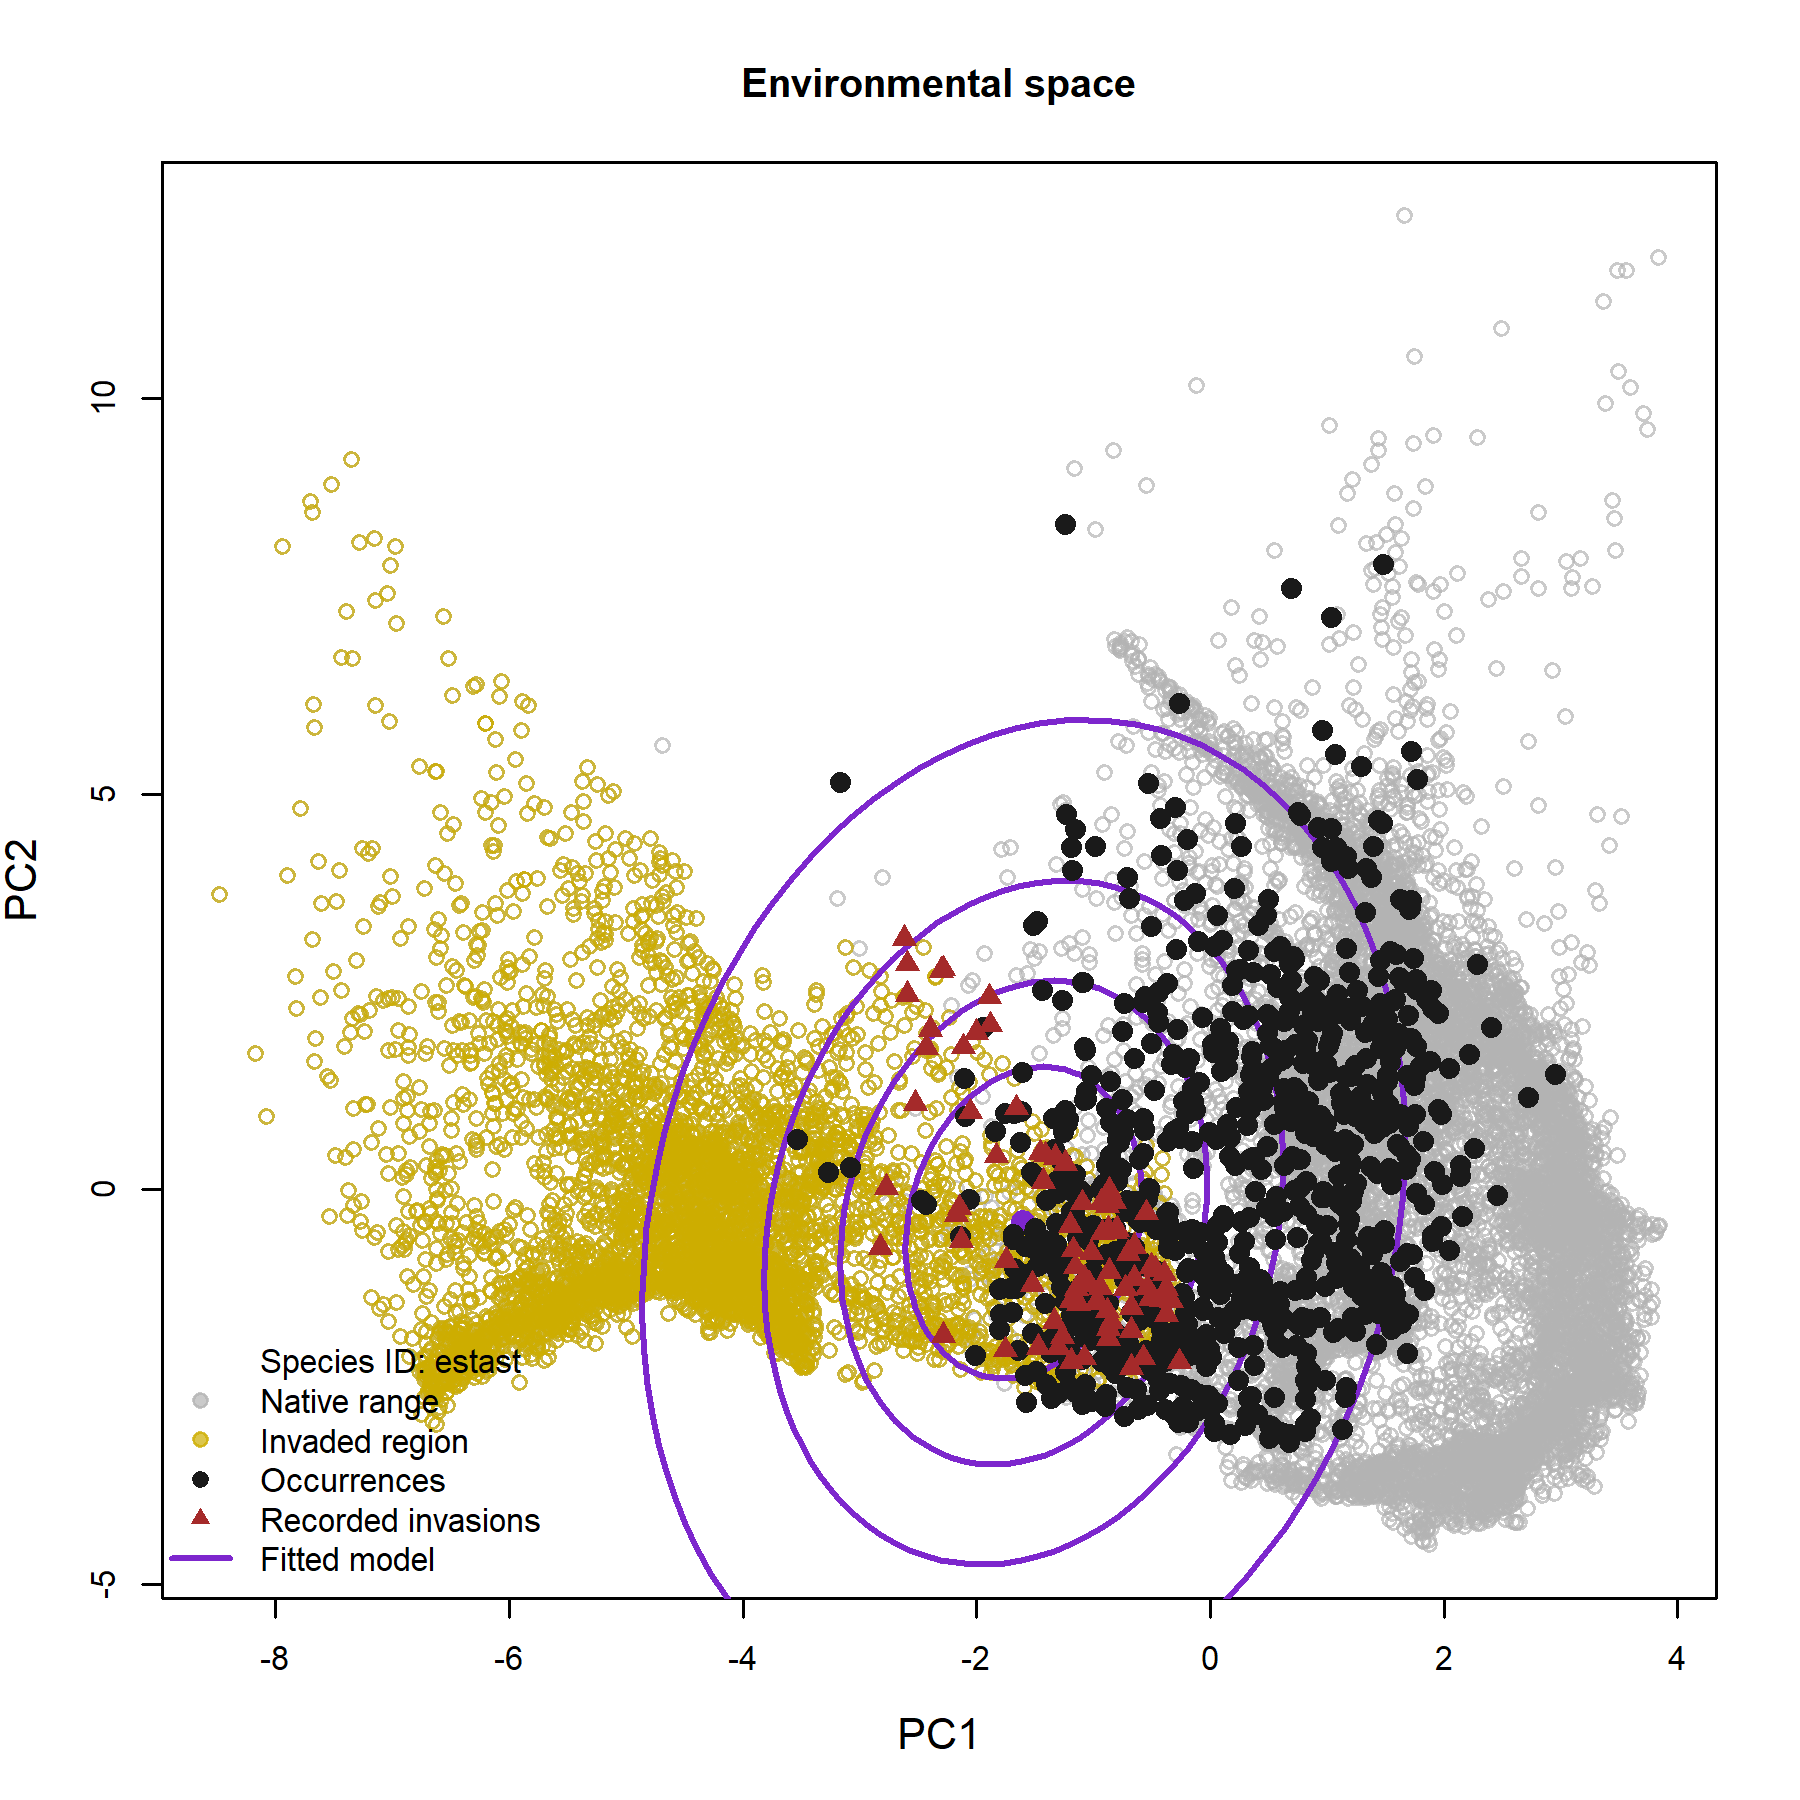 Environmental space
PC2
10
5
0
-5
Species ID: estast
Native range
Invaded region
Occurrences
Recorded invasions
Fitted model
-8 -6 -4 -2 0 2 4
PC1